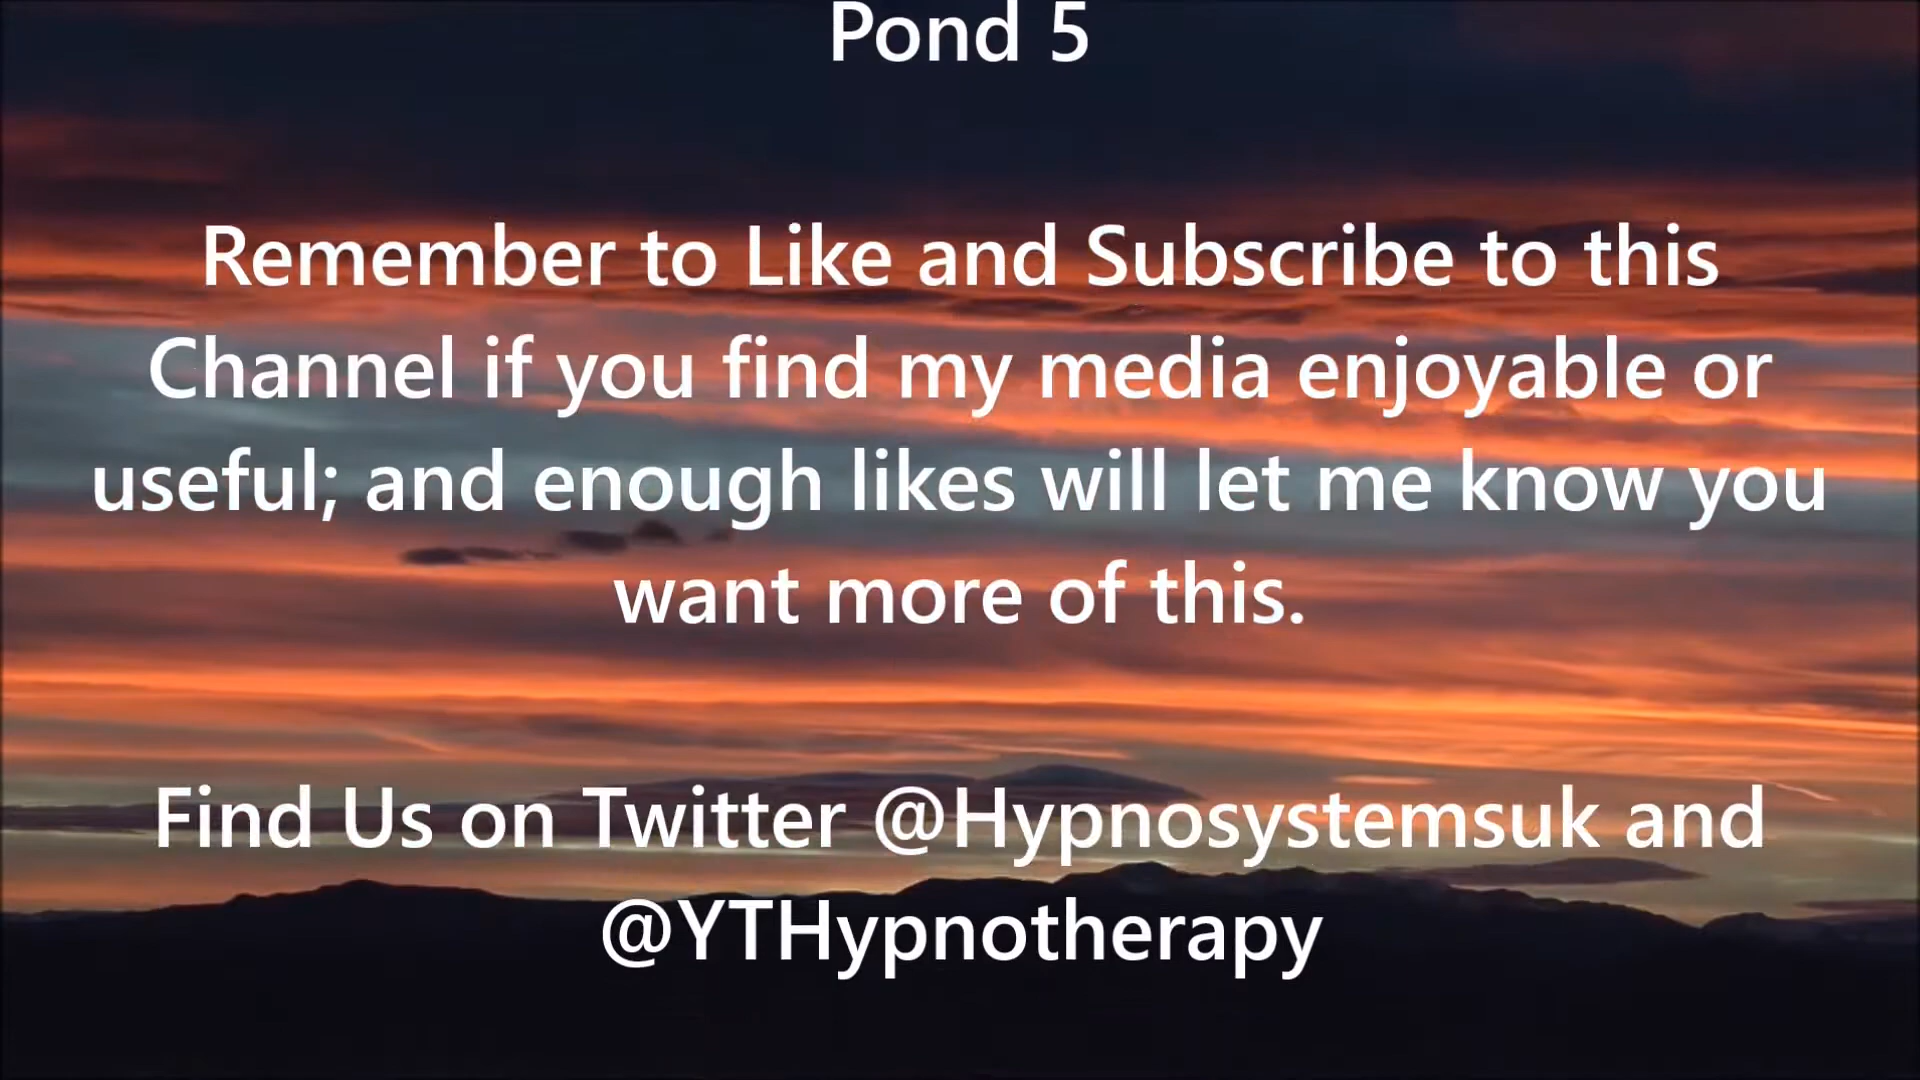 Pond 5
Remember to Like and Subscribe to this
Channel if you find my media enjoyable or
useful; and enough likes will let me know you
want more of this.
Find Us on Twitter @Hypnosystemsuk and
@YTHypnotherapy